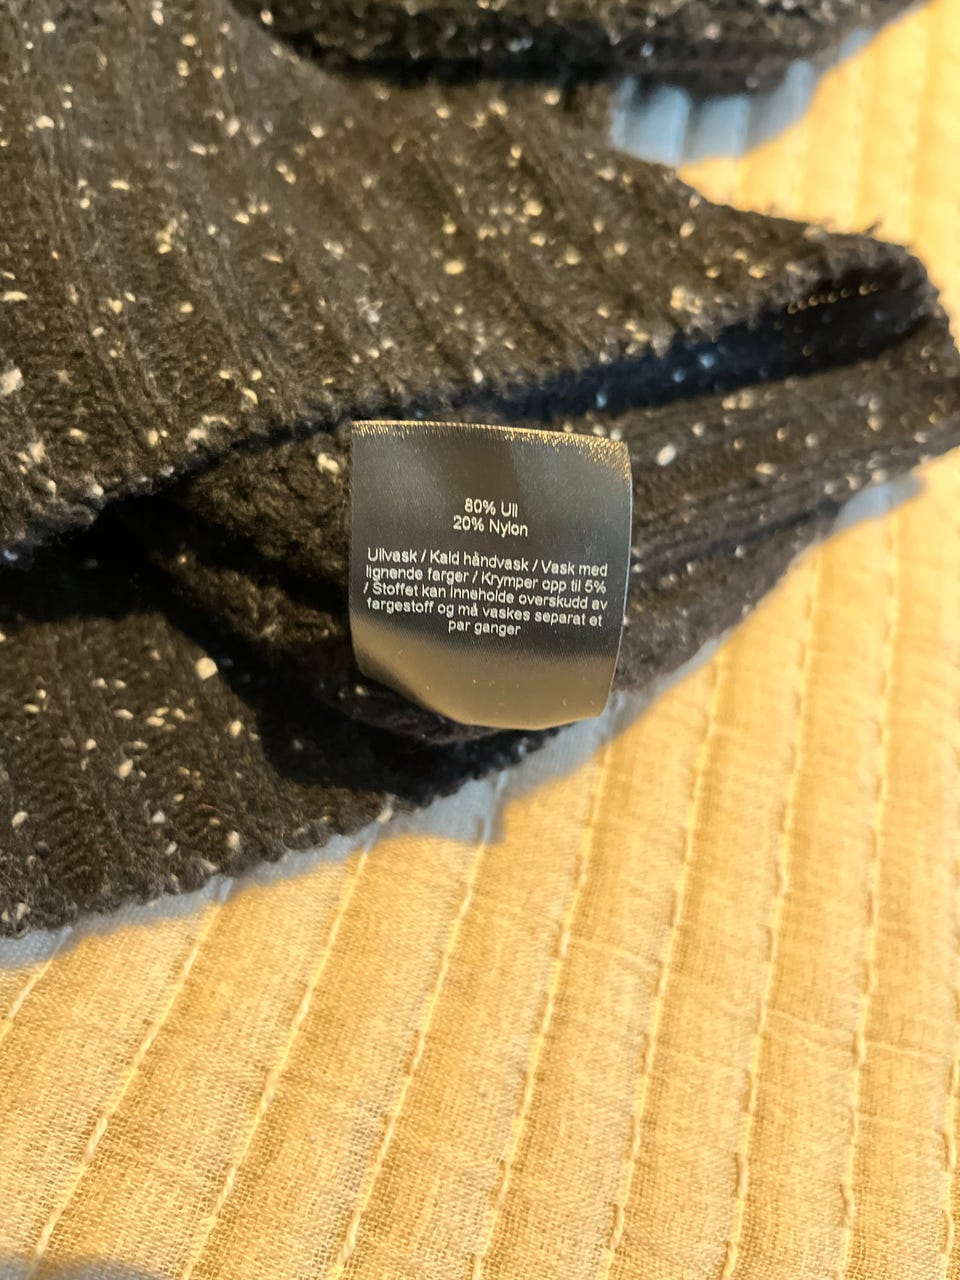 80% Ull
20% Nylon
Ullvask / Kald håndvask / Vask med
lignende farger / Krymper opp til 5%
/ Stoffet kan inneholde overskudd av
fargestoff og må vaskes separat et
par ganger